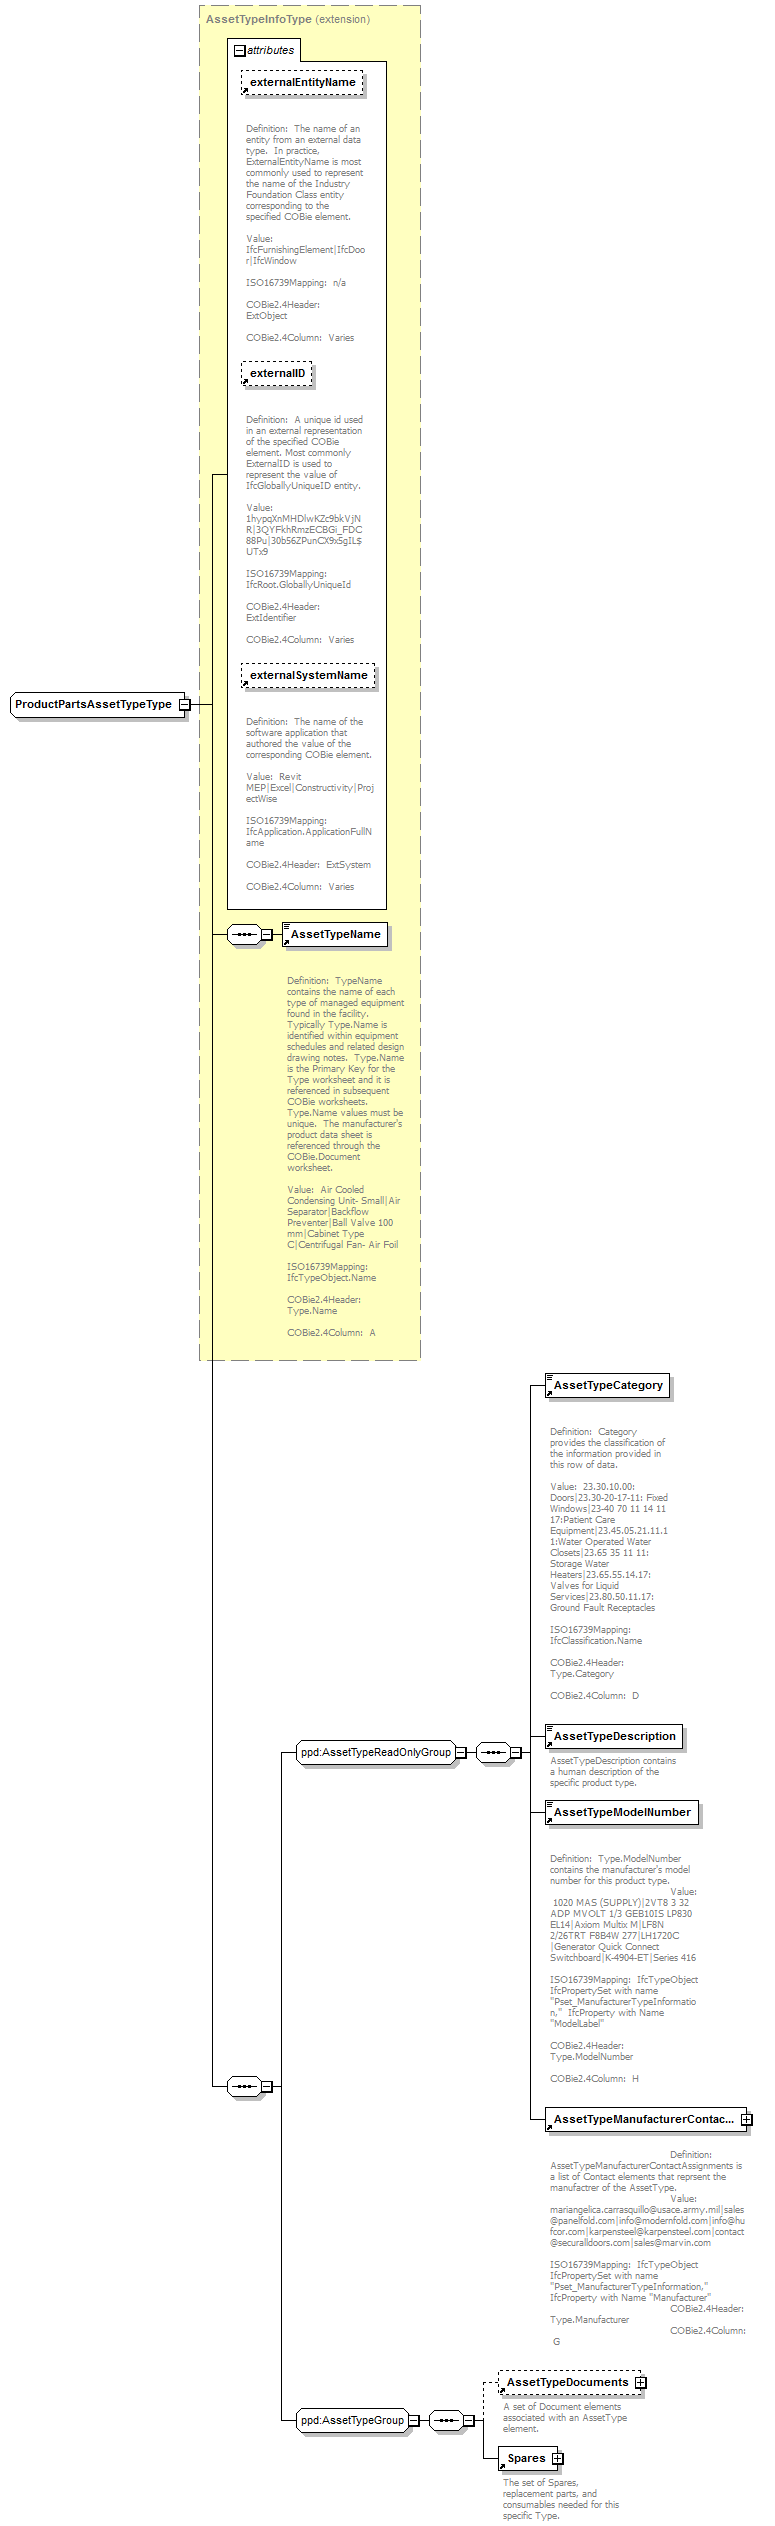 AssetTypeInfoType (extension)
attributes
externalEntityName
Definition:  The name of an
entity from an external data
type.  In practice,
ExternalEntityName is most
commonly used to represent
the name of the Industry
Foundation Class entity
corresponding to the
specified COBie element.
Value:
IfcFurnishingElement|IfcDoo
r|IfcWindow
ISO16739Mapping:  n/a
COBie2.4Header:
ExtObject
COBie2.4Column:  Varies
externalID
Definition:  A unique id used
in an external representation
of the specified COBie
element. Most commonly
ExternalID is used to
represent the value of
IfcGloballyUniqueID entity.
Value:
1hypqXnMHDlwKZc9bkVjN
R|3QYFkhRmzECBGi_FDC
88Pu|30b56ZPunCX9x5gIL$
UTx9
ISO16739Mapping:
IfcRoot.GloballyUniqueId
COBie2.4Header:
ExtIdentifier
COBie2.4Column:  Varies
externalSystemName
Definition:  The name of the
software application that
authored the value of the
corresponding COBie element.
Value:  Revit
MEP|Excel|Constructivity|Proj
ectWise
ISO16739Mapping:
IfcApplication.ApplicationFullN
ame
COBie2.4Header:  ExtSystem
COBie2.4Column:  Varies
ProductPartsAssetTypeType
AssetTypeName
Definition:  TypeName
contains the name of each
type of managed equipment
found in the facility.
Typically Type.Name is
identified within equipment
schedules and related design
drawing notes.  Type.Name
is the Primary Key for the
Type worksheet and it is
referenced in subsequent
COBie worksheets.
Type.Name values must be
unique.  The manufacturer's
product data sheet is
referenced through the
COBie.Document
worksheet.
Value:  Air Cooled
Condensing Unit- Small|Air
Separator|Backflow
Preventer|Ball Valve 100
mm|Cabinet Type
C|Centrifugal Fan- Air Foil
ISO16739Mapping:
IfcTypeObject.Name
COBie2.4Header:
Type.Name
COBie2.4Column:  A
AssetTypeCategory
Definition:  Category
provides the classification of
the information provided in
this row of data.
Value:  23.30.10.00:
Doors|23.30-20-17-11: Fixed
Windows|23-40 70 11 14 11
17:Patient Care
Equipment|23.45.05.21.11.1
1:Water Operated Water
Closets|23.65 35 11 11:
Storage Water
Heaters|23.65.55.14.17:
Valves for Liquid
Services|23.80.50.11.17:
Ground Fault Receptacles
ISO16739Mapping:
IfcClassification.Name
COBie2.4Header:
Type.Category
COBie2.4Column:  D
ppd:AssetTypeReadOnlyGroup
AssetTypeDescription
AssetTypeDescription contains
a human description of the
specific product type.
AssetTypeModelNumber
Definition:  Type.ModelNumber
contains the manufacturer's model
number for this product type.
Value:
1020 MAS (SUPPLY)|2VT8 3 32
ADP MVOLT 1/3 GEB10IS LP830
EL14|Axiom Multix M|LF8N
2/26TRT F8B4W 277|LH1720C
|Generator Quick Connect
Switchboard|K-4904-ET|Series 416
ISO16739Mapping:  IfcTypeObject
IfcPropertySet with name
"Pset_ManufacturerTypeInformatio
n,"  IfcProperty with Name
"ModelLabel"
COBie2.4Header:
Type.ModelNumber
COBie2.4Column:  H
AssetTypeManufacturerContac...
Definition:
AssetTypeManufacturerContactAssignments is
a list of Contact elements that reprsent the
manufactrer of the AssetType.
Value:
mariangelica.carrasquillo@usace.army.mil|sales
@panelfold.com|info@modernfold.com|info@hu
fcor.com|karpensteel@karpensteel.com|contact
@securalldoors.com|sales@marvin.com
ISO16739Mapping:  IfcTypeObject
IfcPropertySet with name
"Pset_ManufacturerTypeInformation,"
IfcProperty with Name "Manufacturer"
COBie2.4Header:
Type.Manufacturer
COBie2.4Column:
G
ppd:AssetTypeGroup
AssetTypeDocuments
A set of Document elements
associated with an AssetType
element.
Spares
The set of Spares,
replacement parts, and
consumables needed for this
specific Type.